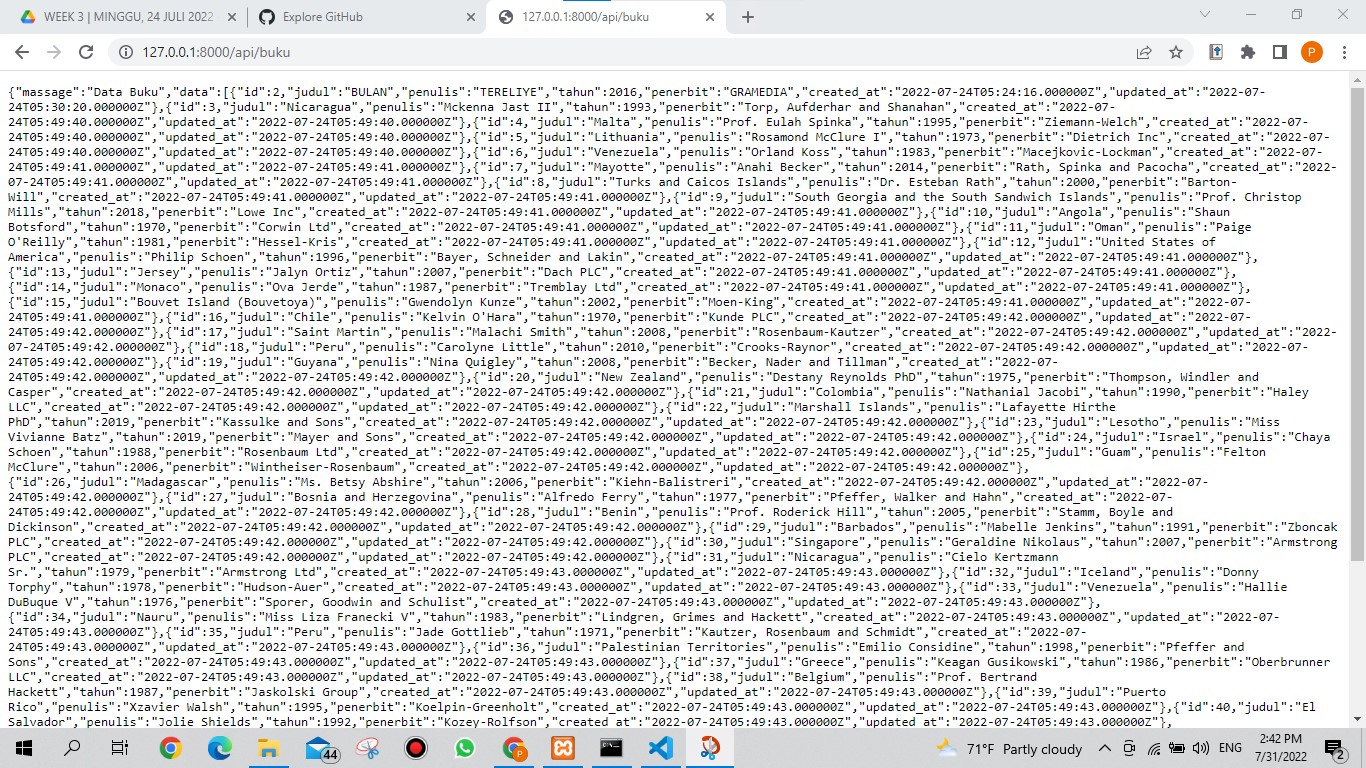 WEEK 3 | MINGGU, 24 JULI 2022
Explore GitHub
127.0.0.1:8000/api/buku
127.0.0.1:8000/api/buku
P
{"massage":"Data Buku","data":[{"id":2,"judul":"BULAN","penulis":"TERELIYE","tahun":2016,"penerbit":"GRAMEDIA","created_at":"2022-07-24T05:24:16.000000Z","updated_at":"2022-07-
24T05:30:20.000000Z"},{"id":3,"judul":"Nicaragua","penulis":"Mckenna Jast II","tahun":1993,"penerbit":"Torp, Aufderhar and Shanahan","created_at":"2022-07-
24T05:49:40.000000Z","updated_at":"2022-07-24T05:49:40.000000Z"},{"id":4,"judul":"Malta","penulis":"Prof. Eulah Spinka","tahun":1995,"penerbit":"Ziemann-Welch","created_at":"2022-07-
24T05:49:40.000000Z","updated_at":"2022-07-24T05:49:40.000000Z"},{"id":5,"judul":"Lithuania","penulis":"Rosamond McClure I","tahun":1973,"penerbit":"Dietrich Inc","created_at":"2022-07-
24T05:49:40.000000Z","updated_at":"2022-07-24T05:49:40.000000Z"},{"id":6,"judul":"Venezuela","penulis":"Orland Koss","tahun":1983,"penerbit":"Macejkovic-Lockman","created_at":"2022-07-
24T05:49:41.000000Z","updated_at":"2022-07-24T05:49:41.000000Z"},{"id":7,"judul":"Mayotte","penulis":"Anahi Becker","tahun":2014,"penerbit":"Rath, Spinka and Pacocha","created_at":"2022-
07-24T05:49:41.000000Z","updated_at":"2022-07-24T05:49:41.000000Z"},{"id":8,"judul":"Turks and Caicos Islands","penulis":"Dr. Esteban Rath","tahun":2000,"penerbit":"Barton-
Will","created_at":"2022-07-24T05:49:41.000000Z","updated_at":"2022-07-24T05:49:41.000000Z"},{"id":9,"judul":"South Georgia and the South Sandwich Islands","penulis":"Prof. Christop
Mills","tahun":2018,"penerbit":"Lowe Inc","created_at":"2022-07-24T05:49:41.000000Z","updated_at":"2022-07-24T05:49:41.000000Z"},{"id":10,"judul":"Angola","penulis":"Shaun
Botsford","tahun":1970,"penerbit":"Corwin Ltd","created_at":"2022-07-24T05:49:41.000000Z","updated_at":"2022-07-24T05:49:41.000000Z"},{"id":11,"judul":"Oman","penulis":"Paige
O'Reilly","tahun":1981,"penerbit":"Hessel-Kris","created_at":"2022-07-24T05:49:41.000000Z","updated_at":"2022-07-24T05:49:41.000000Z"},{"id":12,"judul":"United States of
America","penulis":"Philip Schoen","tahun":1996,"penerbit":"Bayer, Schneider and Lakin","created_at":"2022-07-24T05:49:41.000000Z","updated_at":"2022-07-24T05:49:41.000000Z"},
{"id":13,"judul":"Jersey","penulis":"Jalyn Ortiz","tahun":2007,"penerbit":"Dach PLC","created_at":"2022-07-24T05:49:41.000000Z","updated_at":"2022-07-24T05:49:41.000000Z"},
{"id":14,"judul":"Monaco","penulis":"Ova Jerde","tahun":1987,"penerbit":"Tremblay Ltd","created_at":"2022-07-24T05:49:41.000000Z","updated_at":"2022-07-24T05:49:41.000000Z"},
{"id":15,"judul":"Bouvet Island (Bouvetoya)","penulis":"Gwendolyn Kunze","tahun":2002,"penerbit":"Moen-King","created_at":"2022-07-24T05:49:41.000000Z","updated_at":"2022-07-
24T05:49:41.000000Z"},{"id":16,"judul":"Chile","penulis":"Kelvin O'Hara","tahun":1970,"penerbit":"Kunde PLC","created_at":"2022-07-24T05:49:42.000000Z","updated_at":"2022-07-
24T05:49:42.000000Z"},{"id":17,"judul":"Saint Martin","penulis":"Malachi Smith","tahun":2008,"penerbit":"Rosenbaum-Kautzer","created_at":"2022-07-24T05:49:42.000000Z","updated_at":"2022-
07-24T05:49:42.000000Z"},{"id":18,"judul":"Peru","penulis":"Carolyne Little","tahun":2010,"penerbit":"Crooks-Raynor","created_at":"2022-07-24T05:49:42.000000Z","updated_at":"2022-07-
24T05:49:42.000000Z"},{"id":19,"judul":"Guyana","penulis":"Nina Quigley","tahun":2008,"penerbit":"Becker, Nader and Tillman","created_at":"2022-07-
24T05:49:42.000000Z","updated_at":"2022-07-24T05:49:42.000000Z"},{"id":20,"judul":"New Zealand","penulis":"Destany Reynolds PhD","tahun":1975,"penerbit":"Thompson, Windler and
Casper","created_at":"2022-07-24T05:49:42.000000Z","updated_at":"2022-07-24T05:49:42.000000Z"},{"id":21,"judul":"Colombia","penulis":"Nathanial Jacobi","tahun":1990,"penerbit":"Haley
LLC","created_at":"2022-07-24T05:49:42.000000Z","updated_at":"2022-07-24T05:49:42.000000Z"},{"id":22,"judul":"Marshall Islands","penulis":"Lafayette Hirthe
PhD","tahun":2019,"penerbit":"Kassulke and Sons","created_at":"2022-07-24T05:49:42.000000Z","updated_at":"2022-07-24T05:49:42.000000Z"},{"id":23,"judul":"Lesotho","penulis":"Miss
Vivianne Batz","tahun":2019,"penerbit":"Mayer and Sons","created_at":"2022-07-24T05:49:42.000000Z","updated_at":"2022-07-24T05:49:42.000000Z"},{"id":24,"judul":"Israel","penulis":"Chaya
Schoen","tahun":1988,"penerbit":"Rosenbaum Ltd","created_at":"2022-07-24T05:49:42.000000Z","updated_at":"2022-07-24T05:49:42.000000Z"},{"id":25,"judul":"Guam","penulis":"Felton
McClure","tahun":2006,"penerbit":"Wintheiser-Rosenbaum","created_at":"2022-07-24T05:49:42.000000Z","updated_at":"2022-07-24T05:49:42.000000Z"},
{"id":26,"judul":"Madagascar","penulis":"Ms. Betsy Abshire","tahun":2006,"penerbit":"Kiehn-Balistreri","created_at":"2022-07-24T05:49:42.000000Z","updated_at":"2022-07-
24T05:49:42.000000Z"},{"id":27,"judul":"Bosnia and Herzegovina","penulis":"Alfredo Ferry","tahun":1977,"penerbit":"Pfeffer, Walker and Hahn","created_at":"2022-07-
24T05:49:42.000000Z","updated_at":"2022-07-24T05:49:42.000000Z"},{"id":28,"judul":"Benin","penulis":"Prof. Roderick Hill","tahun":2005,"penerbit":"Stamm, Boyle and
Dickinson","created_at":"2022-07-24T05:49:42.000000Z","updated_at":"2022-07-24T05:49:42.000000Z"},{"id":29,"judul":"Barbados","penulis":"Mabelle Jenkins","tahun":1991,"penerbit":"Zboncak
PLC","created_at":"2022-07-24T05:49:42.000000Z","updated_at":"2022-07-24T05:49:42.000000Z"},{"id":30,"judul":"Singapore","penulis":"Geraldine Nikolaus","tahun":2007,"penerbit":"Armstrong
PLC","created_at":"2022-07-24T05:49:42.000000Z","updated_at":"2022-07-24T05:49:42.000000Z"},{"id":31,"judul":"Nicaragua","penulis":"Cielo Kertzmann
Sr.","tahun":1979,"penerbit":"Armstrong Ltd","created_at":"2022-07-24T05:49:43.000000Z","updated_at":"2022-07-24T05:49:43.000000Z"},{"id":32,"judul":"Iceland","penulis":"Donny
Torphy","tahun":1978,"penerbit":"Hudson-Auer","created_at":"2022-07-24T05:49:43.000000Z","updated_at":"2022-07-24T05:49:43.000000Z"},{"id":33,"judul":"Venezuela","penulis":"Hallie
DuBuque V","tahun":1976,"penerbit":"Sporer, Goodwin and Schulist","created_at":"2022-07-24T05:49:43.000000Z","updated_at":"2022-07-24T05:49:43.000000Z"},
{"id":34,"judul":"Nauru","penulis":"Miss Liza Franecki V","tahun":1983,"penerbit":"Lindgren, Grimes and Hackett","created_at":"2022-07-24T05:49:43.000000Z","updated_at":"2022-07-
24T05:49:43.000000Z"},{"id":35,"judul":"Peru","penulis":"Jade Gottlieb","tahun":1971,"penerbit":"Kautzer, Rosenbaum and Schmidt","created_at":"2022-07-
24T05:49:43.000000Z","updated_at":"2022-07-24T05:49:43.000000Z"},{"id":36,"judul":"Palestinian Territories","penulis":"Emilio Considine","tahun":1998,"penerbit":"Pfeffer and
Sons","created_at":"2022-07-24T05:49:43.000000Z","updated_at":"2022-07-24T05:49:43.000000Z"},{"id":37,"judul":"Greece","penulis":"Keagan Gusikowski","tahun":1986,"penerbit":"Oberbrunner
LLC","created_at":"2022-07-24T05:49:43.000000Z","updated_at":"2022-07-24T05:49:43.000000Z"},{"id":38,"judul":"Belgium","penulis":"Prof. Bertrand
Hackett","tahun":1987,"penerbit":"Jaskolski Group","created_at":"2022-07-24T05:49:43.000000Z","updated_at":"2022-07-24T05:49:43.000000Z"},{"id":39,"judul":"Puerto
Rico","penulis":"Xzavier Walsh","tahun":1995,"penerbit":"Koelpin-Greenholt","created_at":"2022-07-24T05:49:43.000000Z","updated_at":"2022-07-24T05:49:43.000000Z"},{"id":40,"judul":"El
Salvador","penulis":"Jolie Shields","tahun":1992,"penerbit":"Kozey-Rolfson","created_at":"2022-07-24T05:49:43.000000Z","updated_at":"2022-07-24T05:49:43.000000Z"},
44
P
71°F Partly cloudy
ENG
2:42 PM
7/31/2022
2